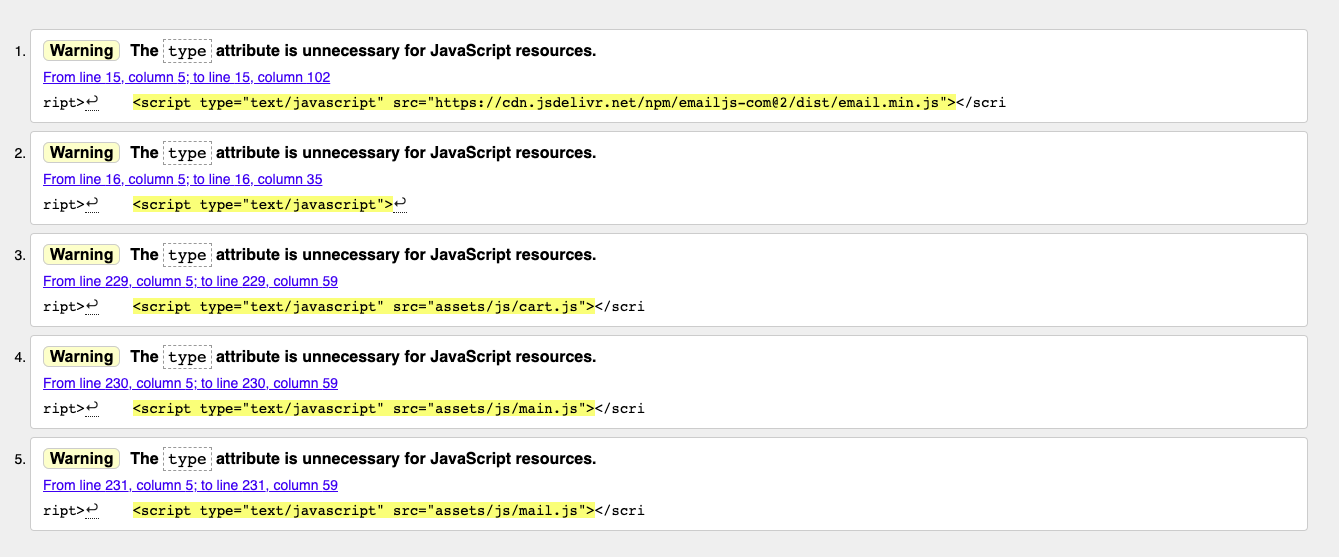 1. Warning The type attribute is unnecessary for JavaScript resources.
From line 15, column 5; to line 15, column 102
ript>↩ <script type="text/javascript" src="https://cdn.jsdelivr.net/npm/emailjs-com@2/dist/email.min.js"></scri
2. Warning The type attribute is unnecessary for JavaScript resources.
From line 16, column 5; to line 16, column 35
ript>↩ <script type="text/javascript">↩
3. Warning The type attribute is unnecessary for JavaScript resources.
From line 229, column 5; to line 229, column 59
ript>↩ <script type="text/javascript" src="assets/js/cart.js"></scri
4. Warning The type attribute is unnecessary for JavaScript resources.
From line 230, column 5; to line 230, column 59
ript>↩ <script type="text/javascript" src="assets/js/main.js"></scri
5. Warning The type attribute is unnecessary for JavaScript resources.
From line 231, column 5; to line 231, column 59
ript>↩ <script type="text/javascript" src="assets/js/mail.js"></scri